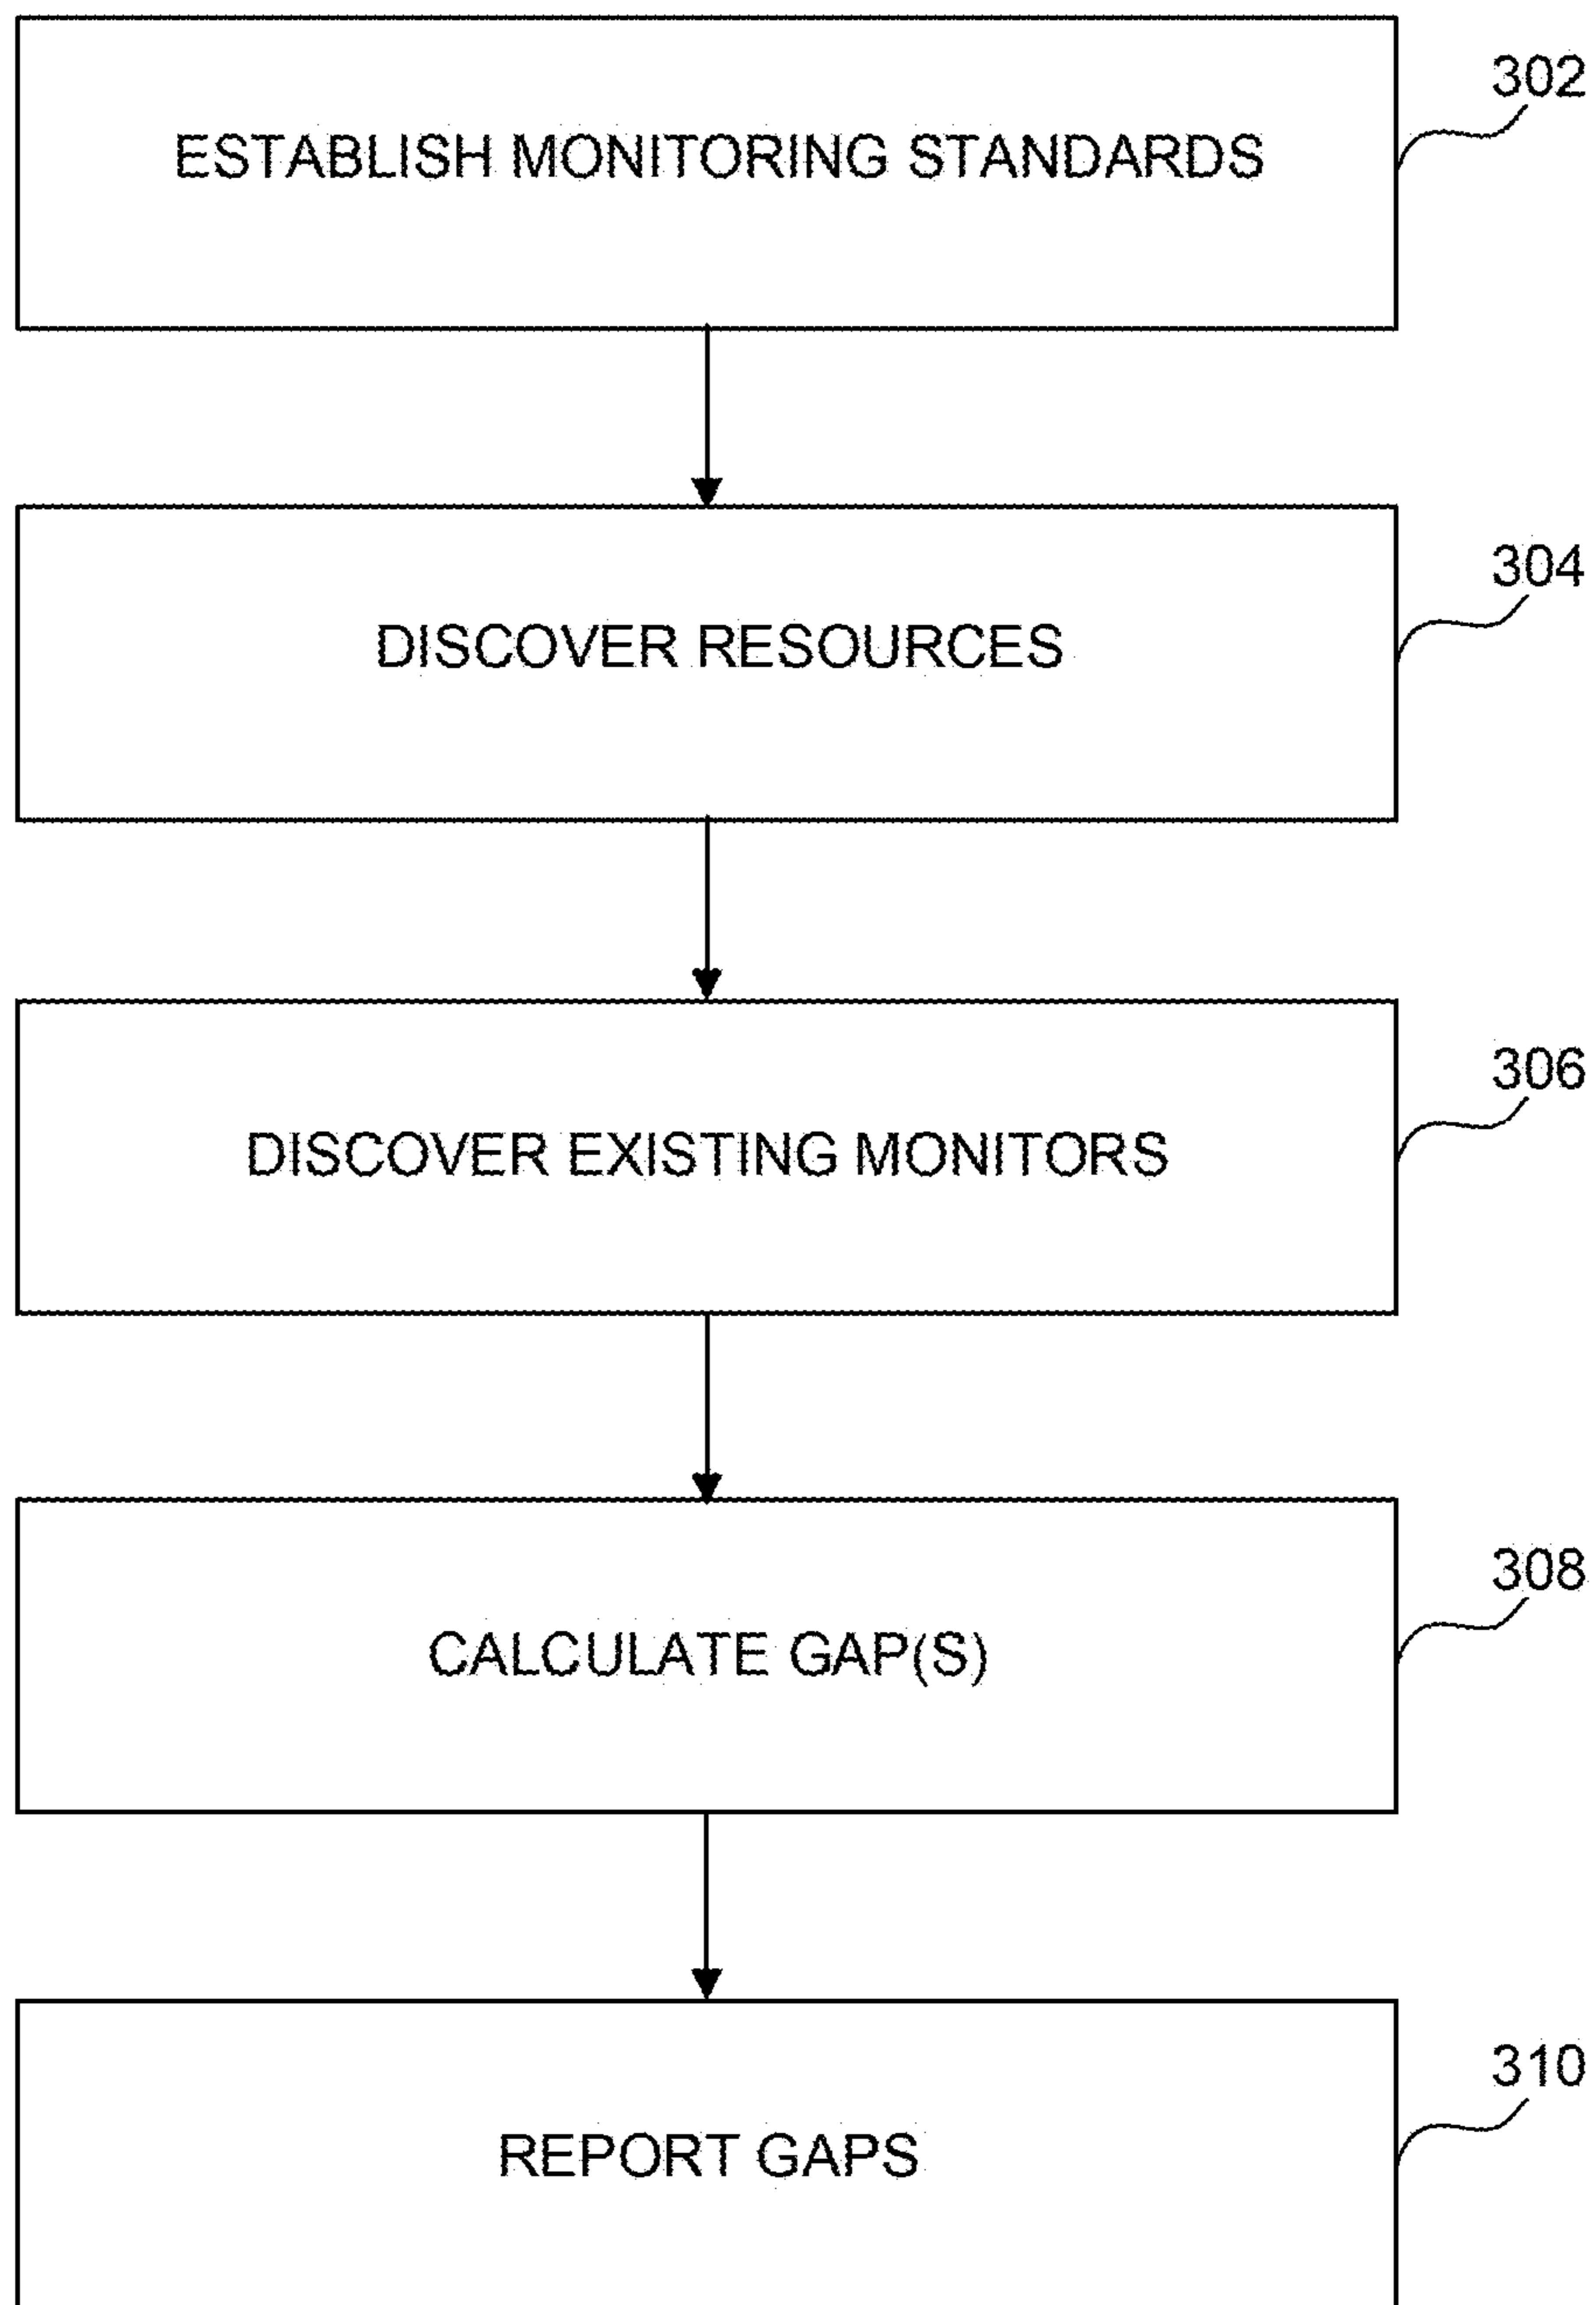 302
ESTABLISH MONITORING STANDARDS
304
DISCOVER RESOURCES
306
DISCOVER EXISTING MONITORS
308
CALCULATE GAP(S)
310
REPORT GAPS